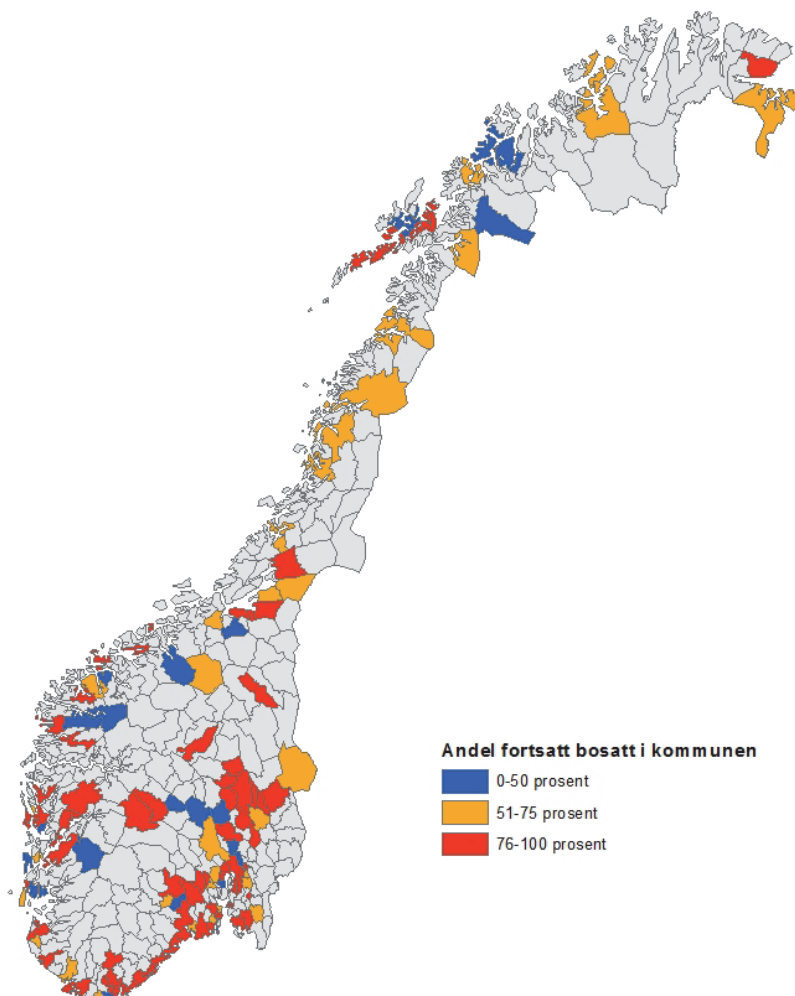 Andel fortsatt bosatt i kommunen
0-50 prosent
51-75 prosent
76-100 prosent